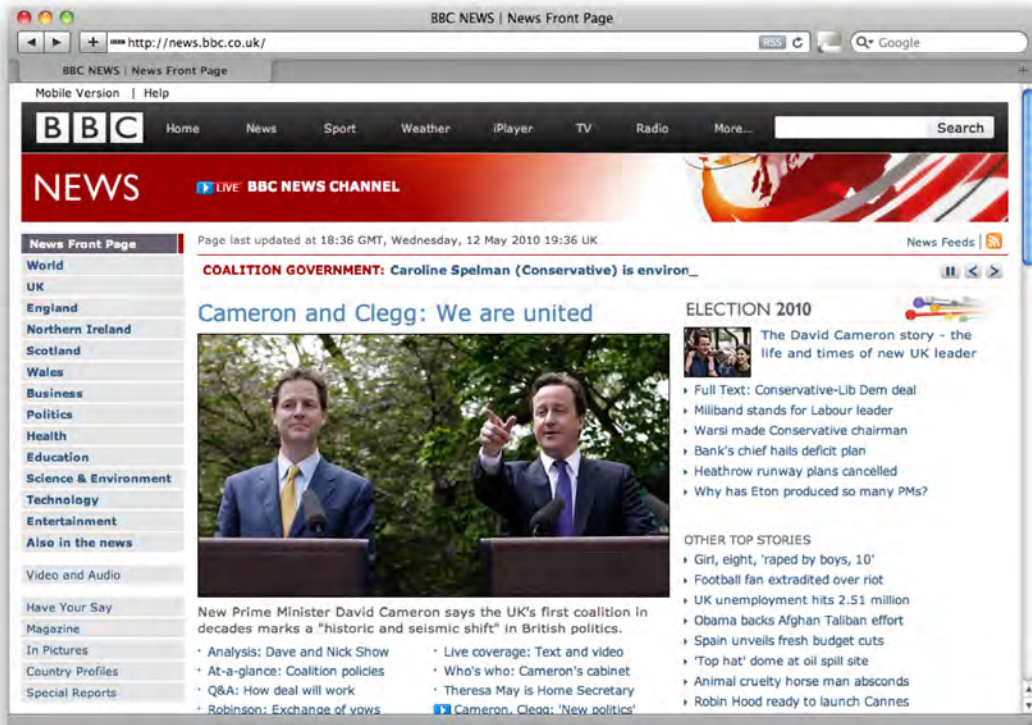 BBC NEWS | News Front Page
http://news.bbc.co.uk/
RSS
Google
BBC NEWS | News Front Page
Mobile Version | Help
BBC
Home News Sport Weather iPlayer TV Radio More... Search
NEWS
LIVE BBC NEWS CHANNEL
News Front Page
World
UK
England
Northern Ireland
Scotland
Wales
Business
Politics
Health
Education
Science & Environment
Technology
Entertainment
Also in the news
Video and Audio
Have Your Say
Magazine
In Pictures
Country Profiles
Special Reports
Page last updated at 18:36 GMT, Wednesday, 12 May 2010 19:36 UK
News Feeds
COALITION GOVERNMENT: Caroline Spelman (Conservative) is environ_
Cameron and Clegg: We are united
New Prime Minister David Cameron says the UK's first coalition in
decades marks a "historic and seismic shift" in British politics.
Analysis: Dave and Nick Show
At-a-glance: Coalition policies
Q&A: How deal will work
Robinson: Exchange of vows
Live coverage: Text and video
Who's who: Cameron's cabinet
Theresa May is Home Secretary
Cameron, Clegg: 'New politics'
ELECTION 2010
The David Cameron story - the
life and times of new UK leader
Full Text: Conservative-Lib Dem deal
Miliband stands for Labour leader
Warsi made Conservative chairman
Bank's chief hails deficit plan
Heathrow runway plans cancelled
Why has Eton produced so many PMs?
OTHER TOP STORIES
Girl, eight, 'raped by boys, 10'
Football fan extradited over riot
UK unemployment hits 2.51 million
Obama backs Afghan Taliban effort
Spain unveils fresh budget cuts
'Top hat' dome at oil spill site
Animal cruelty horse man absconds
Robin Hood ready to launch Cannes